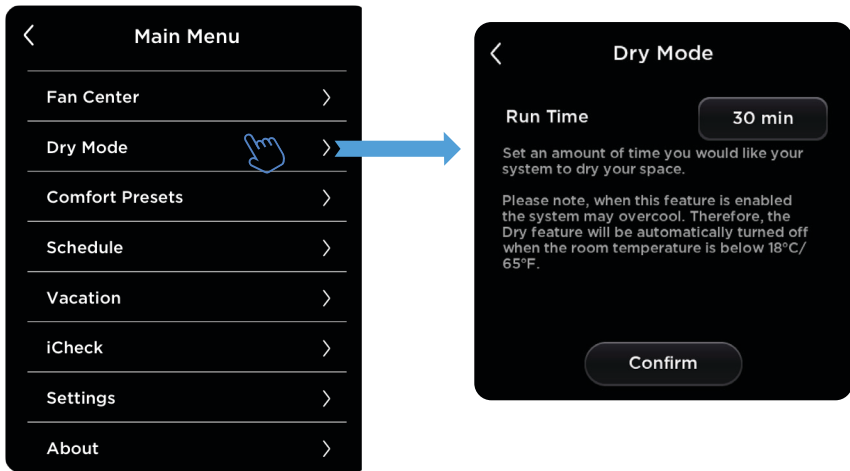 Main Menu
Fan Center
Dry Mode
Comfort Presets
Schedule
Vacation
iCheck
Settings
About
Dry Mode
Run Time
30 min
Set an amount of time you would like your
system to dry your space.
Please note, when this feature is enabled
the system may overcool. Therefore, the
Dry feature will be automatically turned off
when the room temperature is below 18°C/
65°F.
Confirm